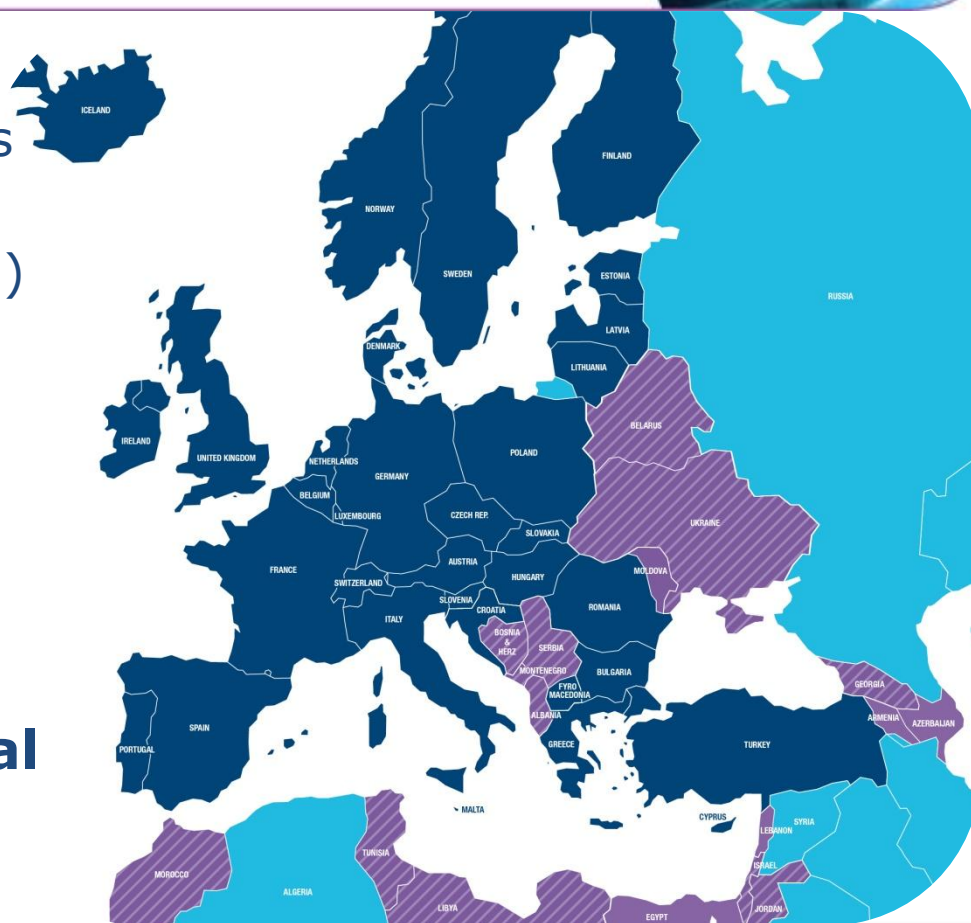 ICELAND
s
)
NORWAY
FINLAND
SWEDEN
ESTONIA
RUSSIA
LATVIA
DENMARK
LITHUANIA
BELARUS
IRELAND
UNITED KINGDOM
NETHERLANDS
GERMANY
POLAND
BELGIUM
LUXEMBOURG
CZECH REP.
UKRAINE
SLOVAKIA
FRANCE
AUSTRIA
MOLDOVA
SWITZERLAND
HUNGARY
SLOVENIA
ROMANIA
ITALY
CROATIA
BOSNIA
&
HERZ
SERBIA
MONTENEGRO
BULGARIA
FYRO
MACEDONIA
GEORGIA
ALBANIA
ARMENIA
AZERBAIJAN
PORTUGAL
SPAIN
GREECE
TURKEY
al
MALTA
CYPRUS
SYRIA
LEBANON
TUNISIA
ISRAEL
MOROCCO
ALGERIA
LIBYA
EGYPT
JORDAN